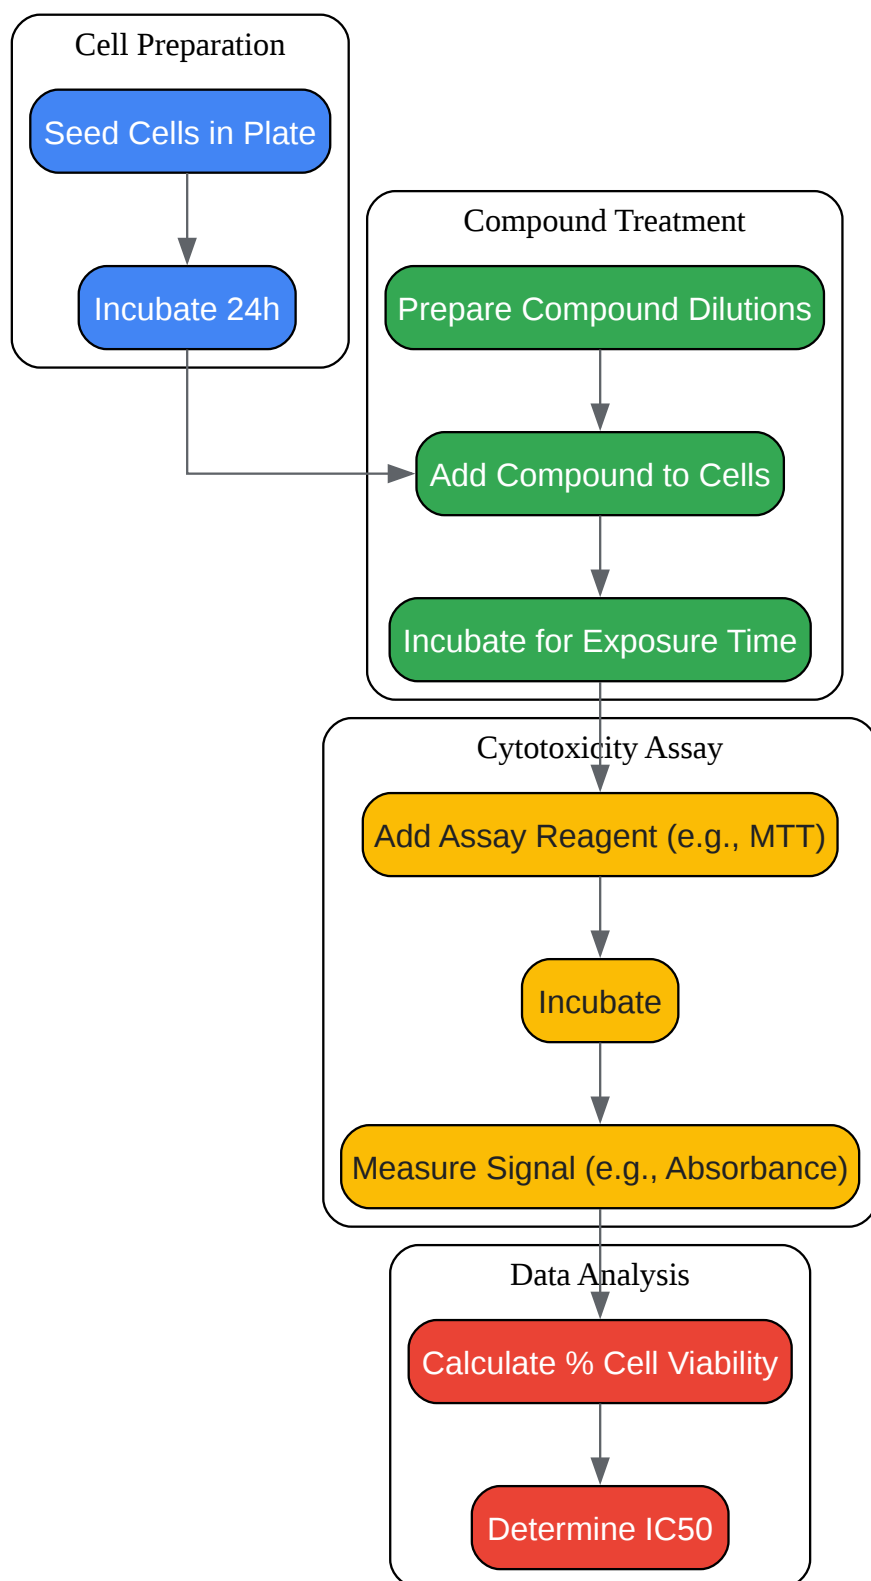 Cell Preparation
Seed Cells in Plate
Incubate 24h
Compound Treatment
Prepare Compound Dilutions
Add Compound to Cells
Incubate for Exposure Time
Cytotoxicity Assay
Add Assay Reagent (e.g., MTT)
Incubate
Measure Signal (e.g., Absorbance)
Data Analysis
Calculate % Cell Viability
Determine IC50